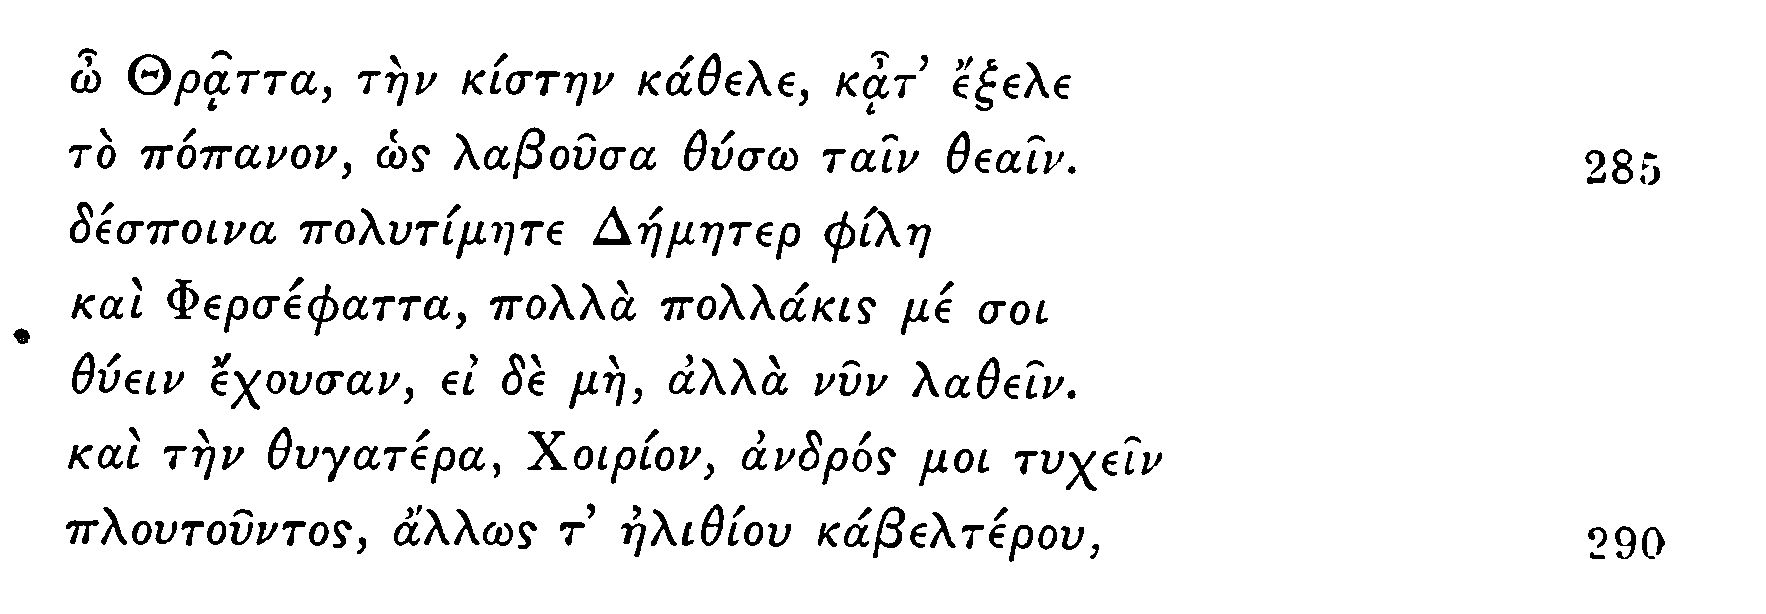 ὦ Θρᾷττα, τὴν κίστην κάθελε, κᾆτ’ ἔξελε
τὸ πόπανον, ὡς λαβοῦσα θύσω ταῖν θεαῖν. 285
δέσποινα πολυτίμητε Δήμητερ φίλη
καὶ Φερσέφαττα, πολλὰ πολλάκις μέ σοι
θύειν ἔχουσαν, εἰ δὲ μὴ, ἀλλὰ νῦν λαθεῖν.
καὶ τὴν θυγατέρα, Χοιρίον, ἀνδρός μοι τυχεῖν
πλουτοῦντος, ἄλλως τ’ ἠλιθίου κάβελτέρου, 290